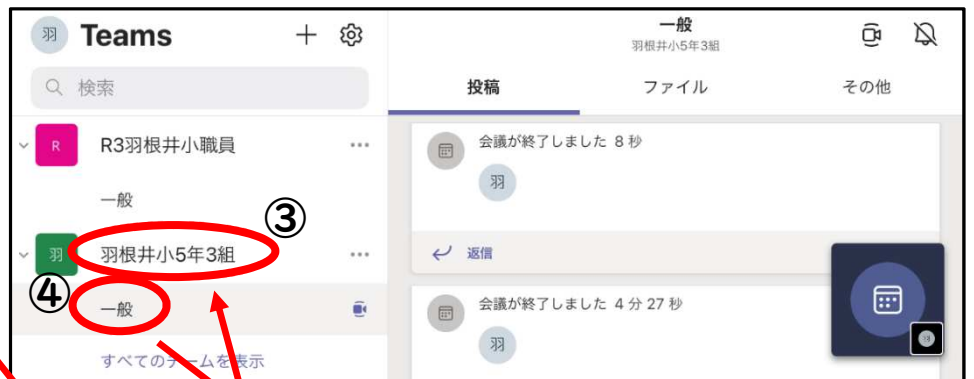 羽 Teams
検索
R R3羽根井小職員
一般
③
羽 羽根井小5年3組
④
一般
すべてのチームを表示
一般
羽根井小5年3組
投稿 ファイル その他
会議が終了しました 8 秒
羽
返信
会議が終了しました 4 分 27 秒
羽